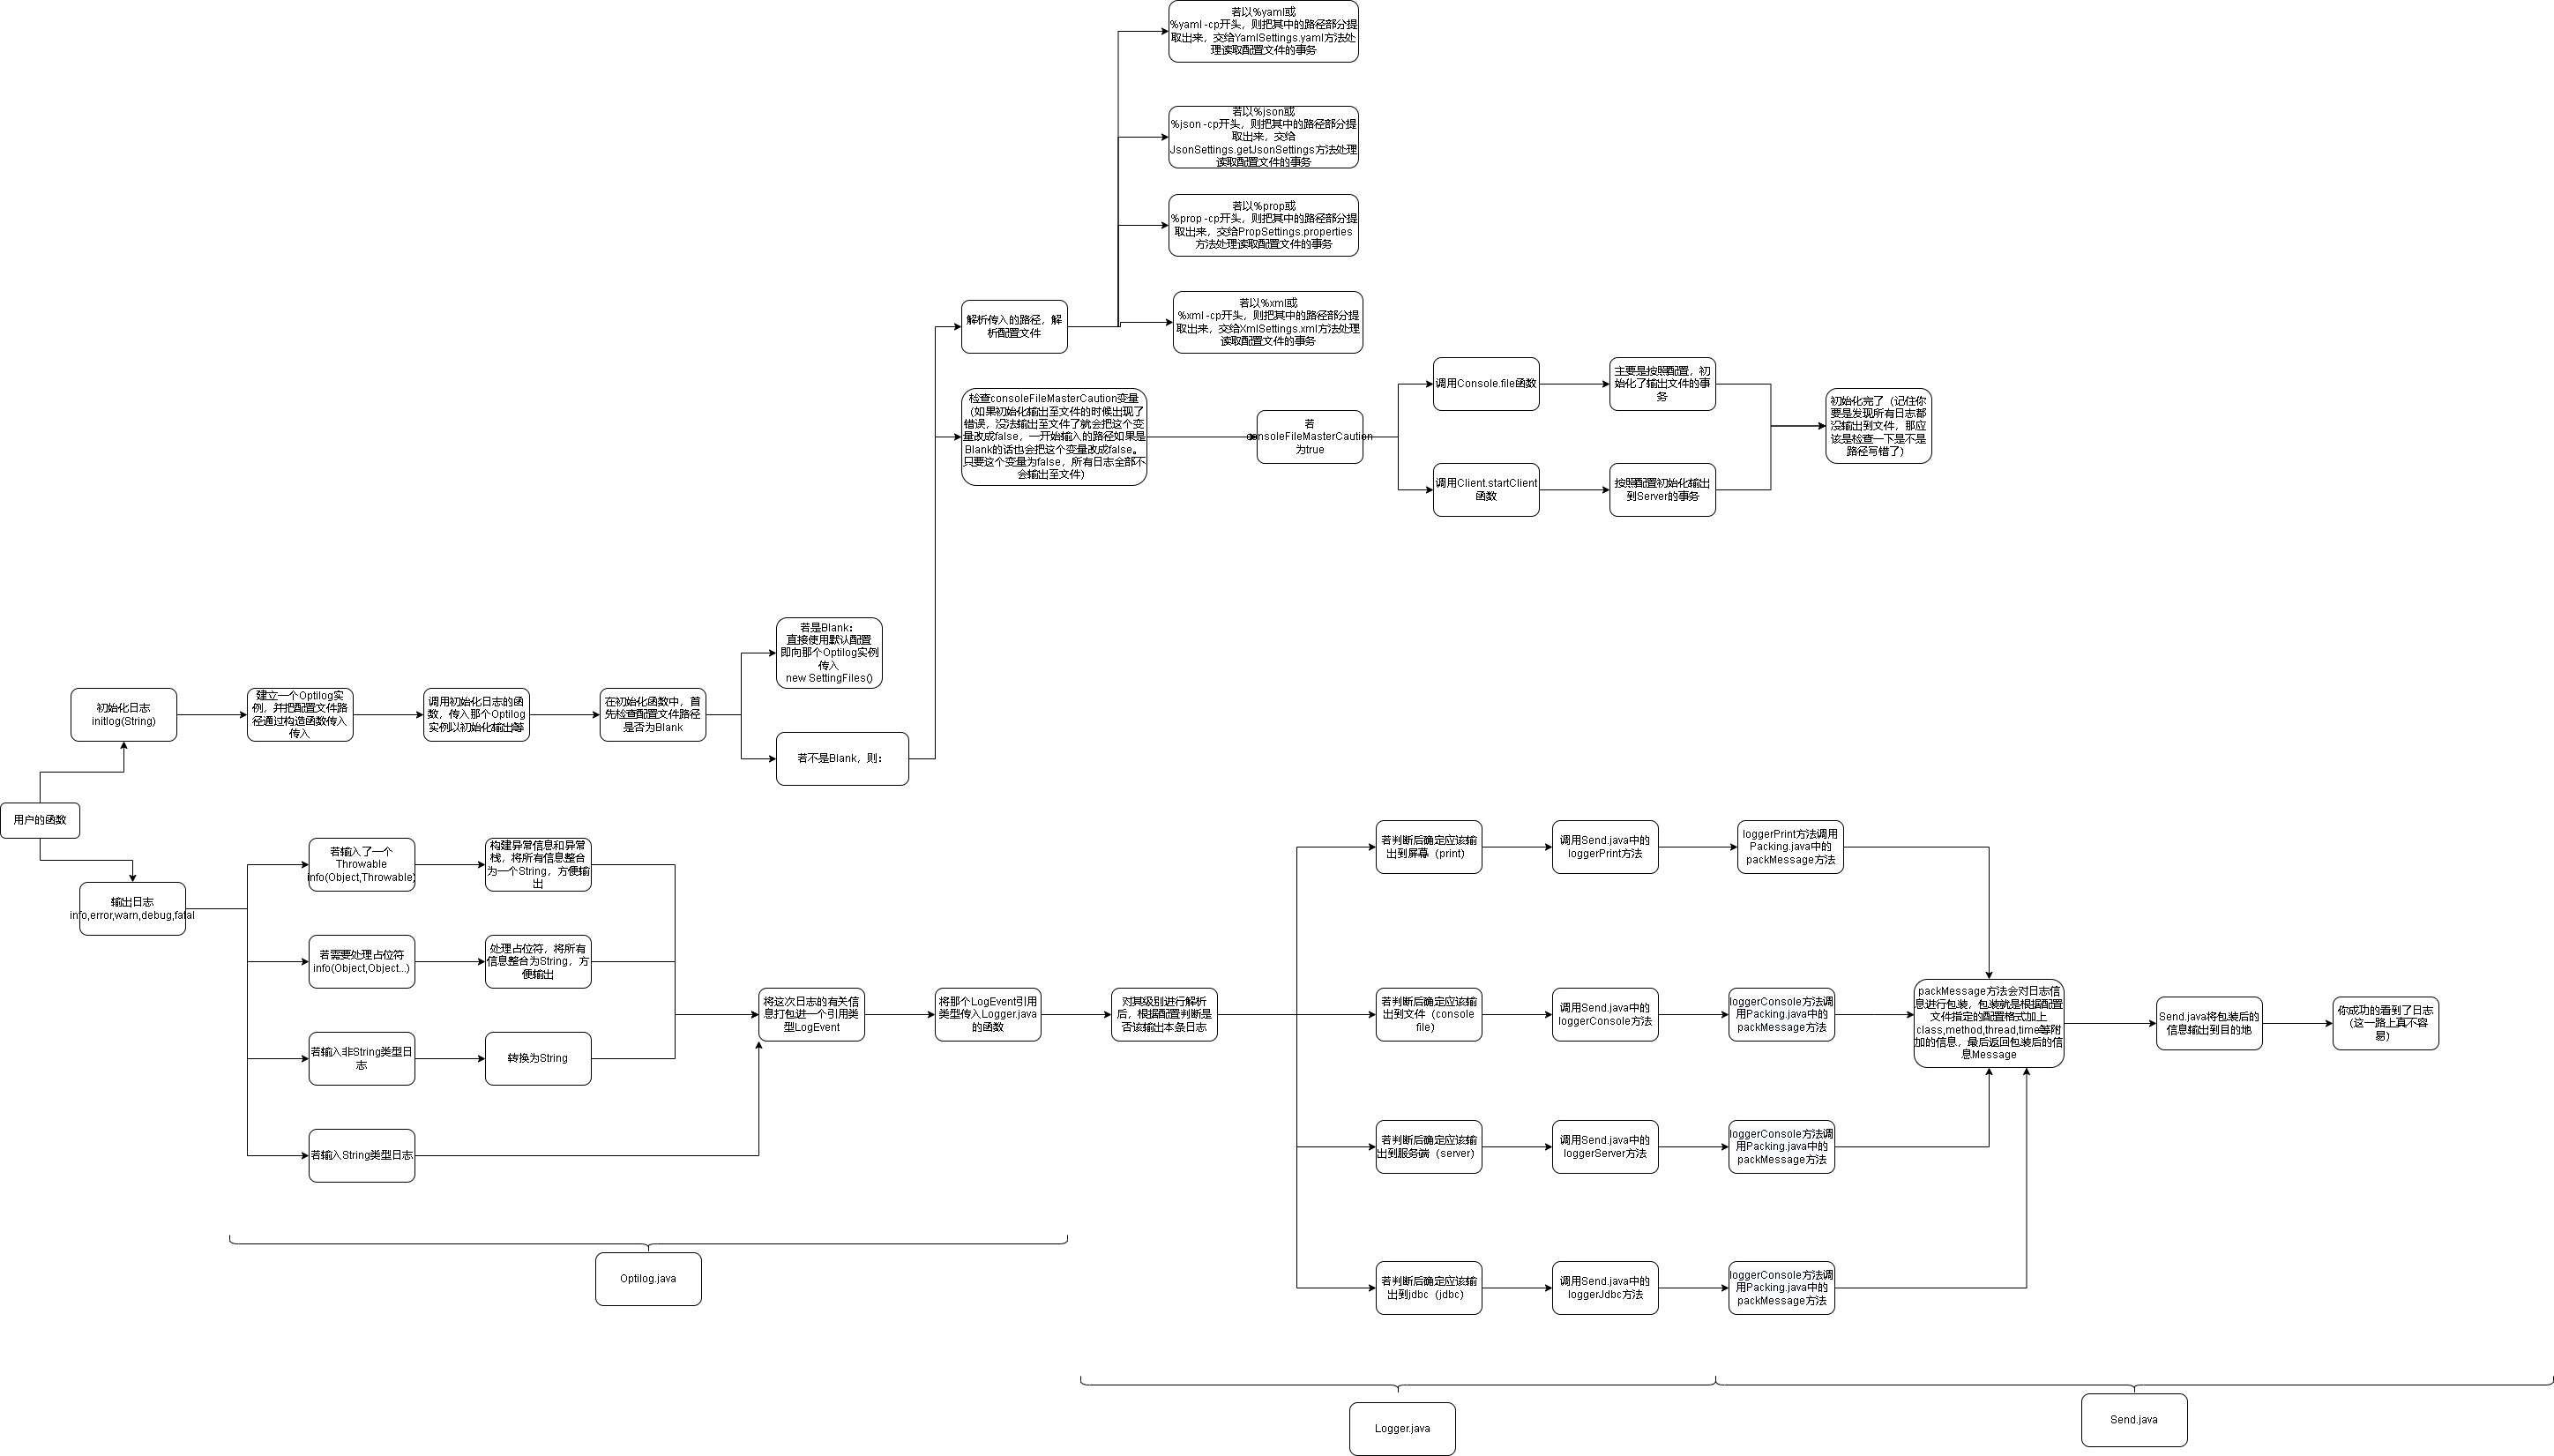 若以%yaml或
%yaml -cp开头，则把其中的路径部分提
取出来，交给YamlSettings.yaml方法处
理读取配置文件的事务
若以%json或
%json -cp开头，则把其中的路径部分提
取出来，交给
JsonSettings.getJsonSettings方法处理
读取配置文件的事务
若以%prop或
%prop -cp开头，则把其中的路径部分提
取出来，交给PropSettings.properties
方法处理读取配置文件的事务
若以%xml或
%xml -cp开头，则把其中的路径部分提
取出来，交给XmlSettings.xml方法处理
读取配置文件的事务
解析传入的路径，解
析配置文件
检查consoleFileMasterCaution变量
（如果初始化输出至文件的时候出现了
错误，没法输出至文件了就会把这个变
量改成false，一开始输入的路径如果是
Blank的话也会把这个变量改成false。
只要这个变量为false，所有日志全部不
会输出至文件）
若
consoleFileMasterCaution
为true
调用Console.file函数
主要是按照配置，初
始化了输出文件的事
务
调用Client.startClient
函数
按照配置初始化输出
到Server的事务
初始化完了（记住你
要是发现所有日志都
没输出到文件，那应
该是检查一下是不是
路径写错了）
初始化日志
initlog(String)
建立一个Optilog实
例，并把配置文件路
径通过构造函数传入
传入
调用初始化日志的函
数，传入那个Optilog
实例以初始化输出等
在初始化函数中，首
先检查配置文件路径
是否为Blank
若是Blank：
直接使用默认配置
即向那个Optilog实例
传入
new SettingFiles()
若不是Blank，则：
用户的函数
输出日志
info,error,warn,debug,fatal
若输入了一个
Throwable
info(Object,Throwable)
构建异常信息和异常
栈，将所有信息整合
为一个String，方便输
出
若需要处理占位符
info(Object,Object...)
处理占位符，将所有
信息整合为String，方
便输出
若输入非String类型日
志
转换为String
若输入String类型日志
将这次日志的有关信
息打包进一个引用类
型LogEvent
将那个LogEvent引用
类型传入Logger.java
的函数
对其级别进行解析
后，根据配置判断是
否该输出本条日志
若判断后确定应该输
出到屏幕（print）
调用Send.java中的
loggerPrint方法
loggerPrint方法调用
Packing.java中的
packMessage方法
若判断后确定应该输
出到文件（console
file）
调用Send.java中的
loggerConsole方法
loggerConsole方法调
用Packing.java中的
packMessage方法
若判断后确定应该输
出到服务端（server）
调用Send.java中的
loggerServer方法
loggerConsole方法调
用Packing.java中的
packMessage方法
若判断后确定应该输
出到jdbc（jdbc）
调用Send.java中的
loggerJdbc方法
loggerConsole方法调
用Packing.java中的
packMessage方法
packMessage方法会对日志信
息进行包装，包装就是根据配置
文件指定的配置格式加上
class,method,thread,time等附
加的信息，最后返回包装后的信
息Message
Send.java将包装后的
信息输出到目的地
你成功的看到了日志
（这一路上真不容
易）
Optilog.java
Logger.java
Send.java